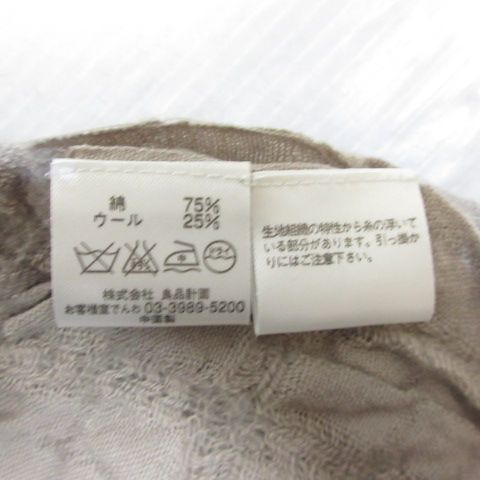 綿 75%
ウール 25%
株式会社 良品計画
お客様室でんわ 03-3989-5200
中国製
生地組織の特性から糸の浮いて
いる部分があります。引っ掛か
りにはご注意下さい。